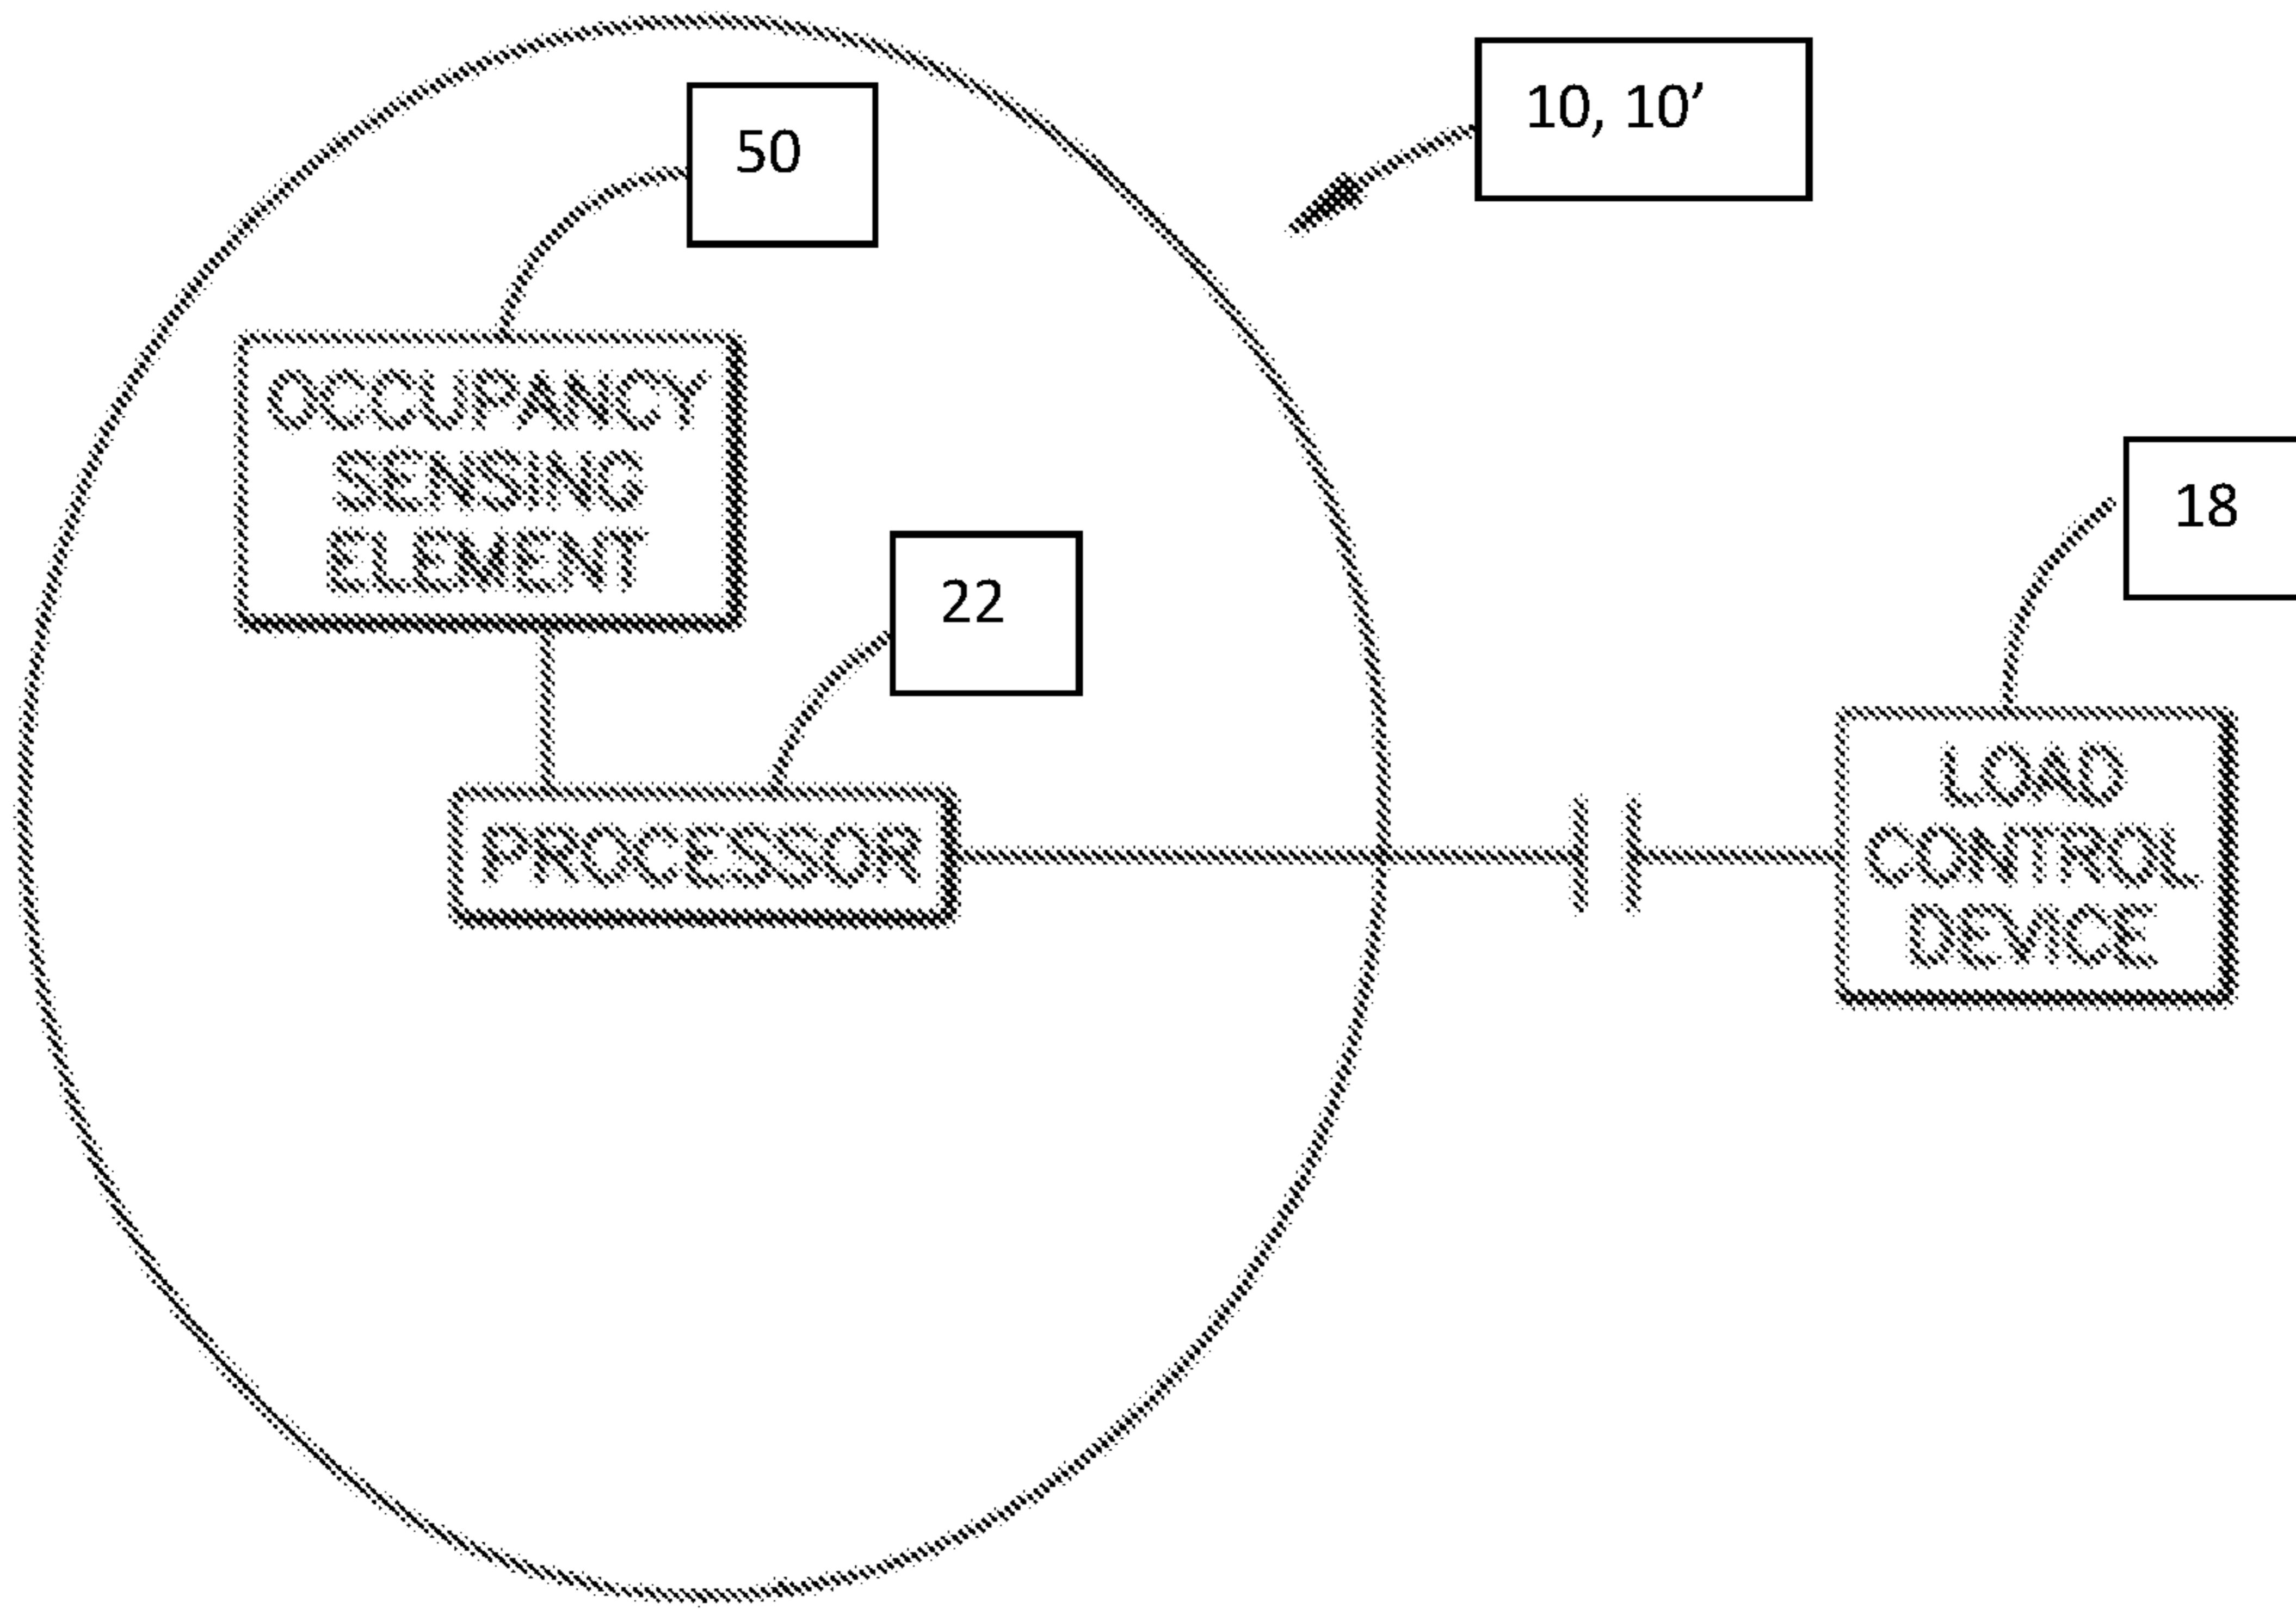 10, 10’
50
OCCUPANCY
SENSING
ELEMENT
18
22
LOAD
CONTROL
DEVICE
PROCESSOR